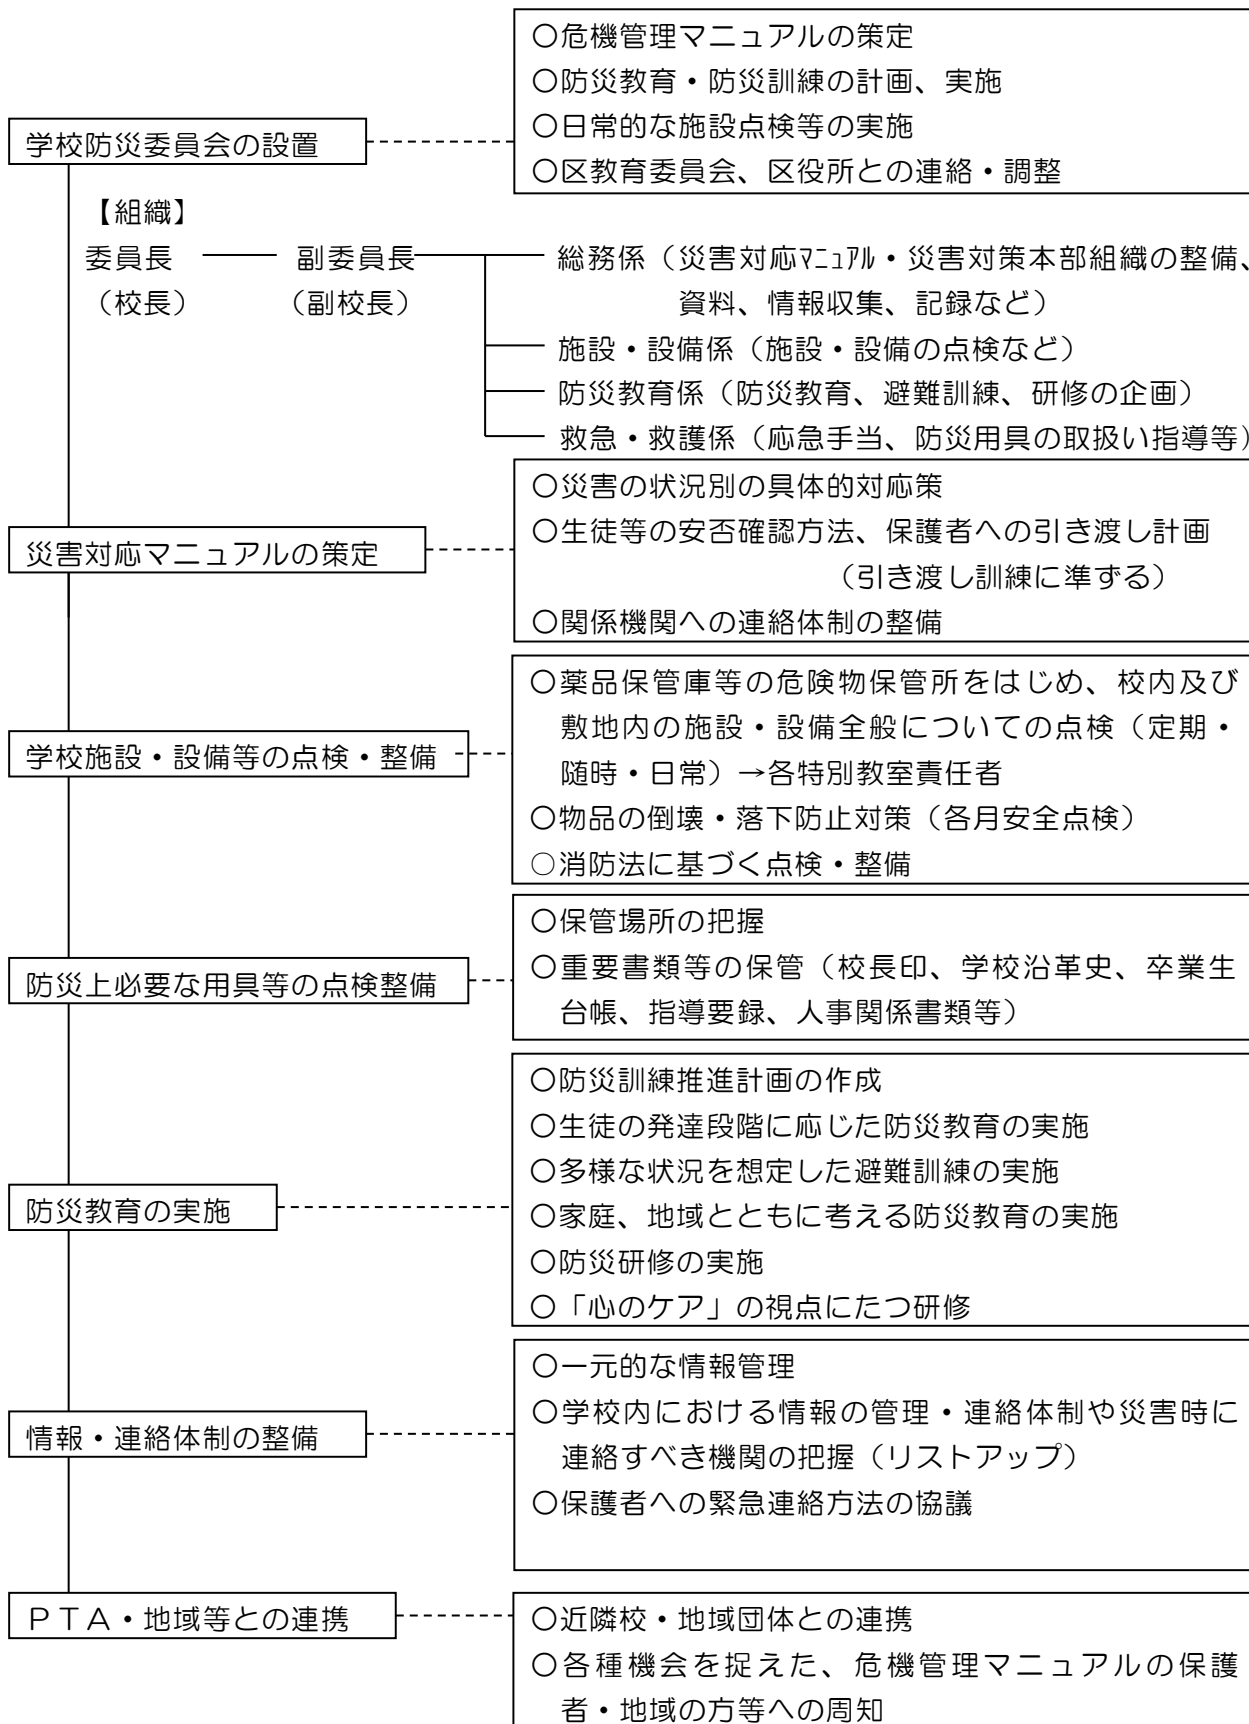 〇危機管理マニュアルの策定
〇防災教育・防災訓練の計画、実施
〇日常的な施設点検等の実施
〇区教育委員会、区役所との連絡・調整
学校防災委員会の設置
【組織】
委員長 副委員長 総務係（災害対応ﾏﾆｭｱﾙ・災害対策本部組織の整備、
（校長） （副校長） 資料、情報収集、記録など）
施設・設備係（施設・設備の点検など）
防災教育係（防災教育、避難訓練、研修の企画）
救急・救護係（応急手当、防災用具の取扱い指導等）
災害対応マニュアルの策定
〇災害の状況別の具体的対応策
〇生徒等の安否確認方法、保護者への引き渡し計画
（引き渡し訓練に準ずる）
〇関係機関への連絡体制の整備
学校施設・設備等の点検・整備
〇薬品保管庫等の危険物保管所をはじめ、校内及び
敷地内の施設・設備全般についての点検（定期・
随時・日常）→各特別教室責任者
〇物品の倒壊・落下防止対策（各月安全点検）
○消防法に基づく点検・整備
防災上必要な用具等の点検整備
〇保管場所の把握
〇重要書類等の保管（校長印、学校沿革史、卒業生
台帳、指導要録、人事関係書類等）
防災教育の実施
〇防災訓練推進計画の作成
〇生徒の発達段階に応じた防災教育の実施
〇多様な状況を想定した避難訓練の実施
〇家庭、地域とともに考える防災教育の実施
〇防災研修の実施
〇「心のケア」の視点にたつ研修
情報・連絡体制の整備
〇一元的な情報管理
〇学校内における情報の管理・連絡体制や災害時に
連絡すべき機関の把握（リストアップ）
〇保護者への緊急連絡方法の協議
ＰＴＡ・地域等との連携
〇近隣校・地域団体との連携
〇各種機会を捉えた、危機管理マニュアルの保護
者・地域の方等への周知